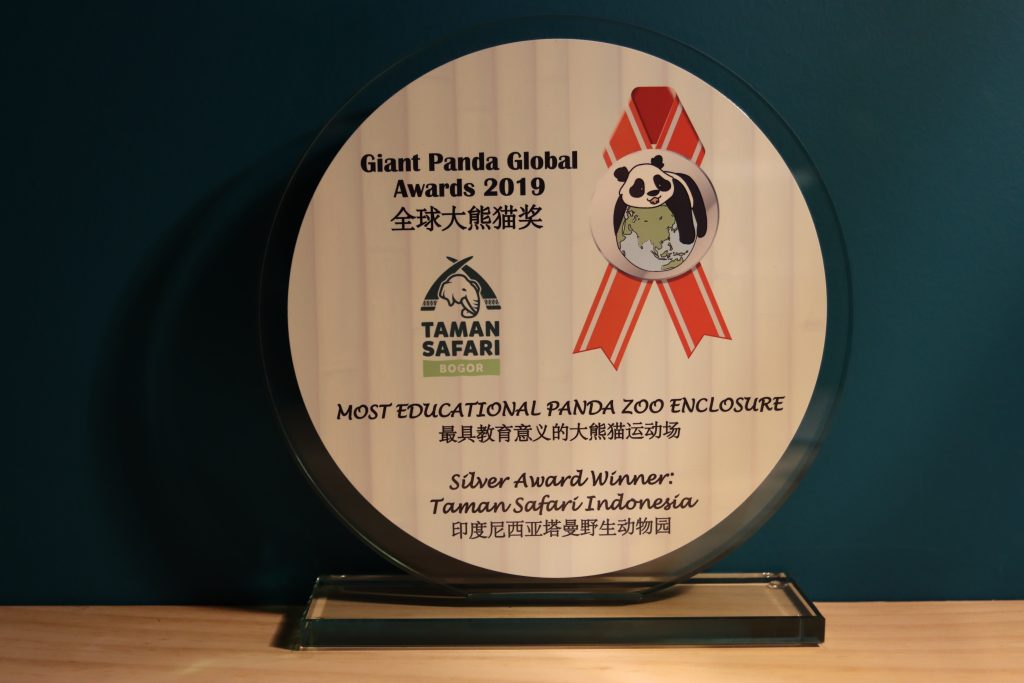 Giant Panda Global
Awards 2019
全球大熊猫奖
TAMAN
SAFARI
BOGOR
MOST EDUCATIONAL PANDA ZOO ENCLOSURE
最具教育意义的大熊猫运动场
Silver Award Winner:
Taman Safari Indonesia
印度尼西亚塔曼野生动物园